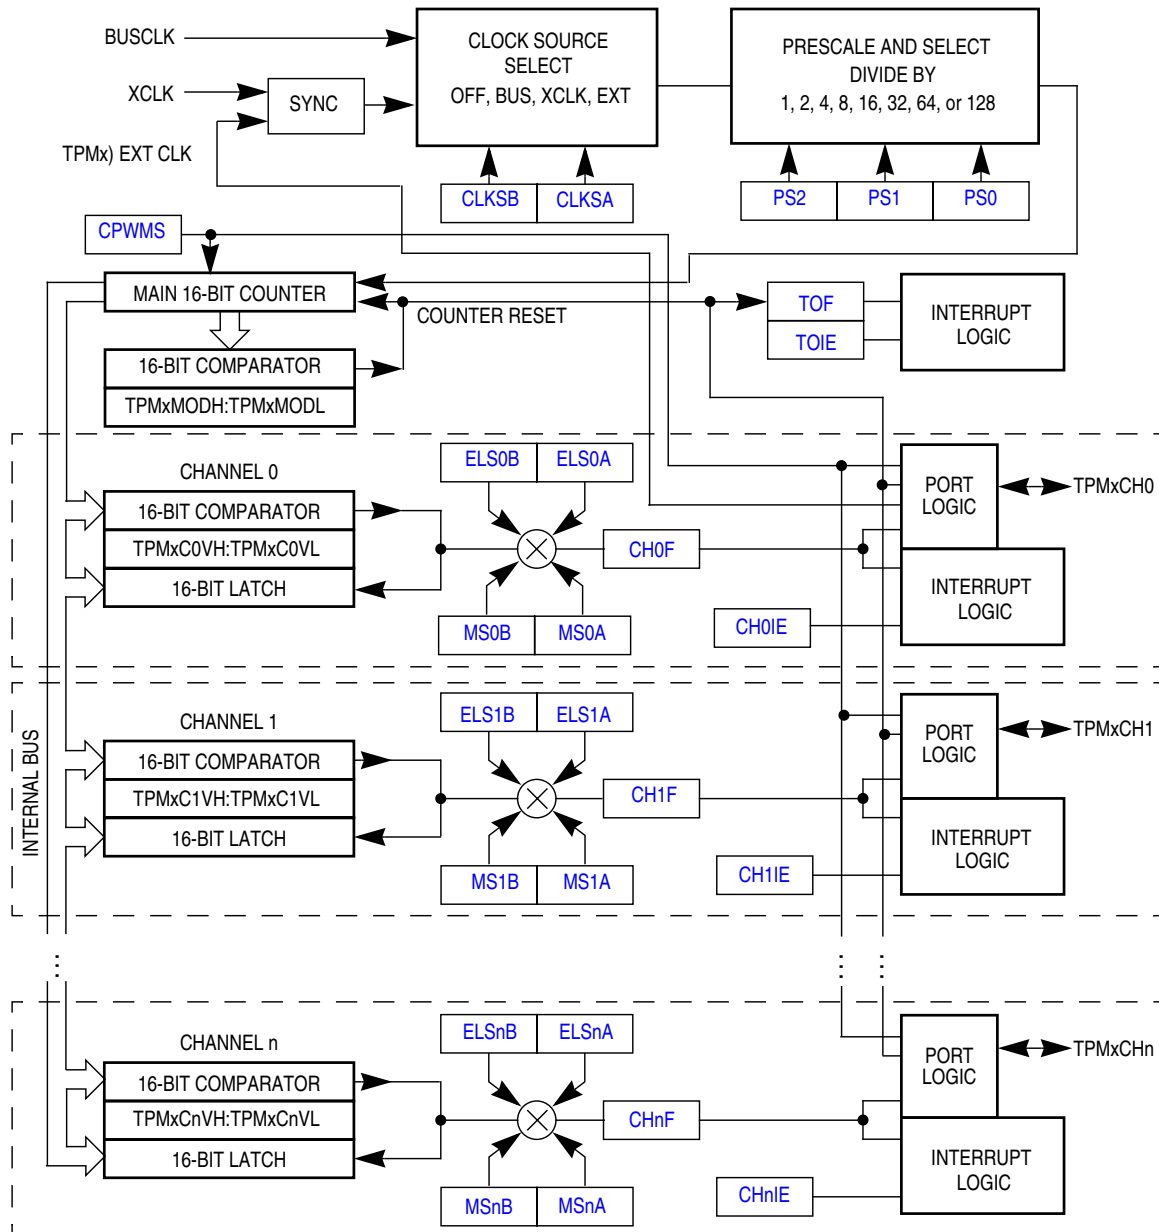 BUSCLK
CLOCK SOURCE
SELECT
OFF, BUS, XCLK, EXT
PRESCALE AND SELECT
DIVIDE BY
1, 2, 4, 8, 16, 32, 64, or 128
XCLK
SYNC
TPMx) EXT CLK
CLKSB
CLKSA
PS2
PS1
PS0
CPWMS
MAIN 16-BIT COUNTER
COUNTER RESET
TOF
TOIE
INTERRUPT
LOGIC
16-BIT COMPARATOR
TPMxMODH:TPMxMODL
CHANNEL 0
ELS0B
ELS0A
PORT
LOGIC
TPMxCH0
16-BIT COMPARATOR
TPMxC0VH:TPMxC0VL
16-BIT LATCH
CH0F
INTERRUPT
LOGIC
MS0B
MS0A
CH0IE
INTERNAL BUS
CHANNEL 1
ELS1B
ELS1A
PORT
LOGIC
TPMxCH1
16-BIT COMPARATOR
TPMxC1VH:TPMxC1VL
16-BIT LATCH
CH1F
INTERRUPT
LOGIC
MS1B
MS1A
CH1IE
...
...
...
CHANNEL n
ELSnB
ELSnA
PORT
LOGIC
TPMxCHn
16-BIT COMPARATOR
TPMxCnVH:TPMxCnVL
16-BIT LATCH
CHnF
INTERRUPT
LOGIC
MSnB
MSnA
CHnIE